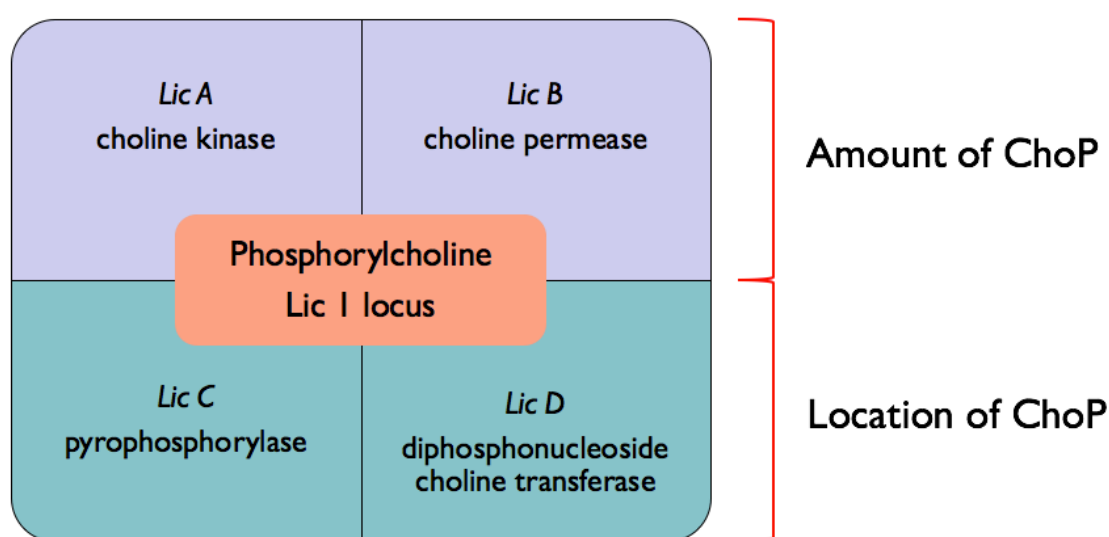 Lic A
choline kinase
Lic B
choline permease
Amount of ChoP
Phosphorylcholine
Lic 1 locus
Lic C
pyrophosphorylase
Lic D
diphosphonucleoside
choline transferase
Location of ChoP